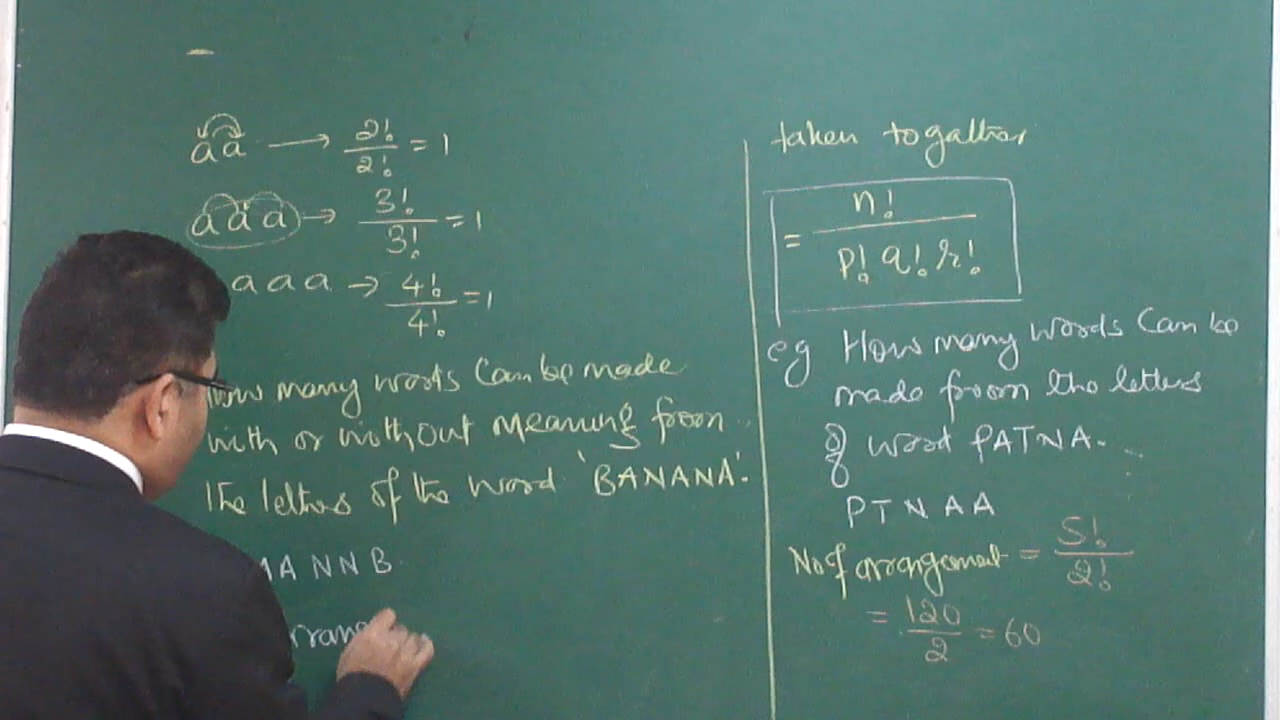 a a → 2!/2! = 1
a a a → 3!/3! = 1
a a a → 4!/4! = 1
How many words can be made
with or without meaning from
the letters of the word 'BANANA'.
A A N N B
rran
taken togather
= n!/p! q! r!
eg How many words can be
made from the letters
of word PATNA.
P T N A A
No of arrangement = 5!/2!
= 120/2 = 60